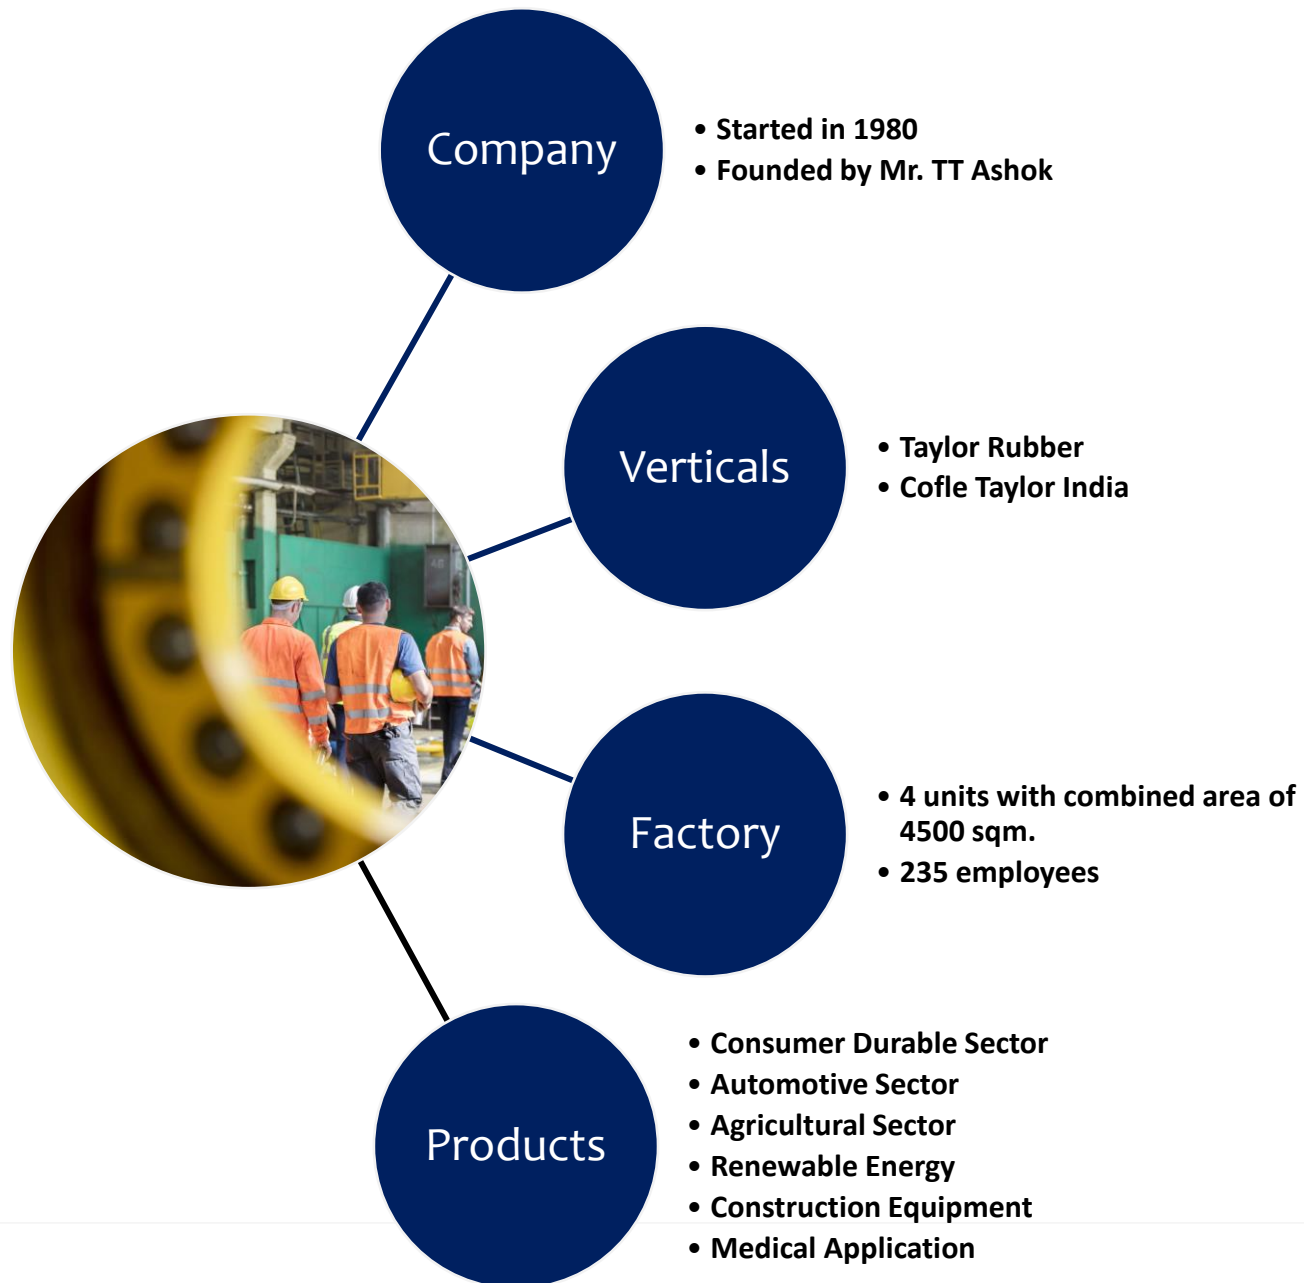 Company
• Started in 1980
• Founded by Mr. TT Ashok
Verticals
• Taylor Rubber
• Cofle Taylor India
Factory
• 4 units with combined area of
4500 sqm.
• 235 employees
Products
• Consumer Durable Sector
• Automotive Sector
• Agricultural Sector
• Renewable Energy
• Construction Equipment
• Medical Application